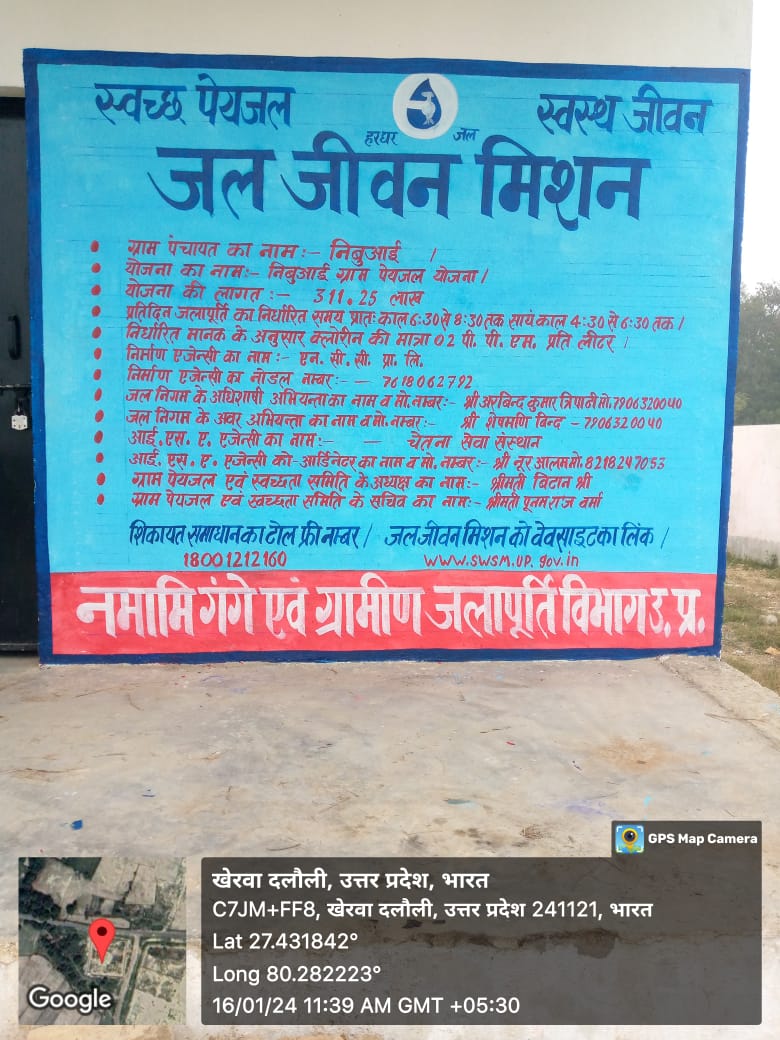 स्वच्छ पेयजल
स्वस्थ जीवन
हर घर जल
जल जीवन मिशन
ग्राम पंचायत का नाम :- निबुआई ।
योजना का नाम:- निबुआई ग्राम पेयजल योजना।
योजना की लागत :- 311.25 लाख
प्रतिदिन जलापूर्ति का निर्धारित समय प्रातः काल 6:30 से 8:30 तक सायं काल 4:30 से 6:30 तक।
निर्धारित मानक के अनुसार क्लोरीन की मात्रा 02 पी. पी. एम. प्रति लीटर।
निर्माण एजेन्सी का नाम :- एन. सी. सी. प्रा. लि.
निर्माण एजेन्सी का नोडल नम्बर :- – 7618062792
जल निगम के अधिशाषी अभियन्ता का नाम व मो. नम्बर:- श्री अरबिन्द कुमार त्रिपाठी मो. 7906320040
जल निगम के अवर अभियन्ता का नाम व मो. नम्बर:- श्री शेषमणि बिन्द - 7906320040
आई. एस. ए. एजेन्सी का नाम:- – चेतना सेवा संस्थान
आई. एस. ए. एजेन्सी को-आर्डिनेटर का नाम व मो. नम्बर:- श्री नूर आलम मो. 8218247053
ग्राम पेयजल एवं स्वच्छता समिति के अध्यक्ष का नाम:- श्रीमती विटान श्री
ग्राम पेयजल एवं स्वच्छता समिति के सचिव का नाम:- श्रीमती पूनम राज वर्मा
शिकायत समाधान का टोल फ्री नाम्बर। जल जीवन मिशन को वेवसाइट का लिंक।
18001212160 www.swsm.up.gov.in
नमामि गंगे एवं ग्रामीण जलापूर्ति विभाग उ. प्र.
GPS Map Camera
खेरवा दलौली, उत्तर प्रदेश, भारत
C7JM+FF8, खेरवा दलौली, उत्तर प्रदेश 241121, भारत
Lat 27.431842°
Long 80.282223°
16/01/24 11:39 AM GMT +05:30
Google